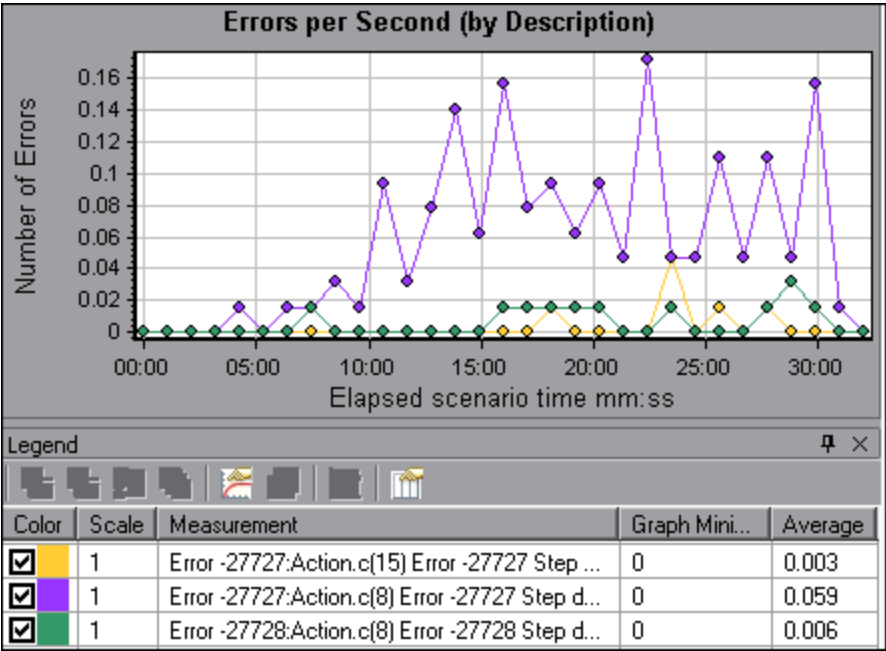 Errors per Second (by Description)
Number of Errors
0.16
0.14
0.12
0.1
0.08
0.06
0.04
0.02
0
00:00 05:00 10:00 15:00 20:00 25:00 30:00
Elapsed scenario time mm:ss
Legend
Color Scale Measurement Graph Mini... Average
1 Error -27727:Action.c(15) Error -27727 Step ... 0 0.003
1 Error -27727:Action.c(8) Error -27727 Step d... 0 0.059
1 Error -27728:Action.c(8) Error -27728 Step d... 0 0.006